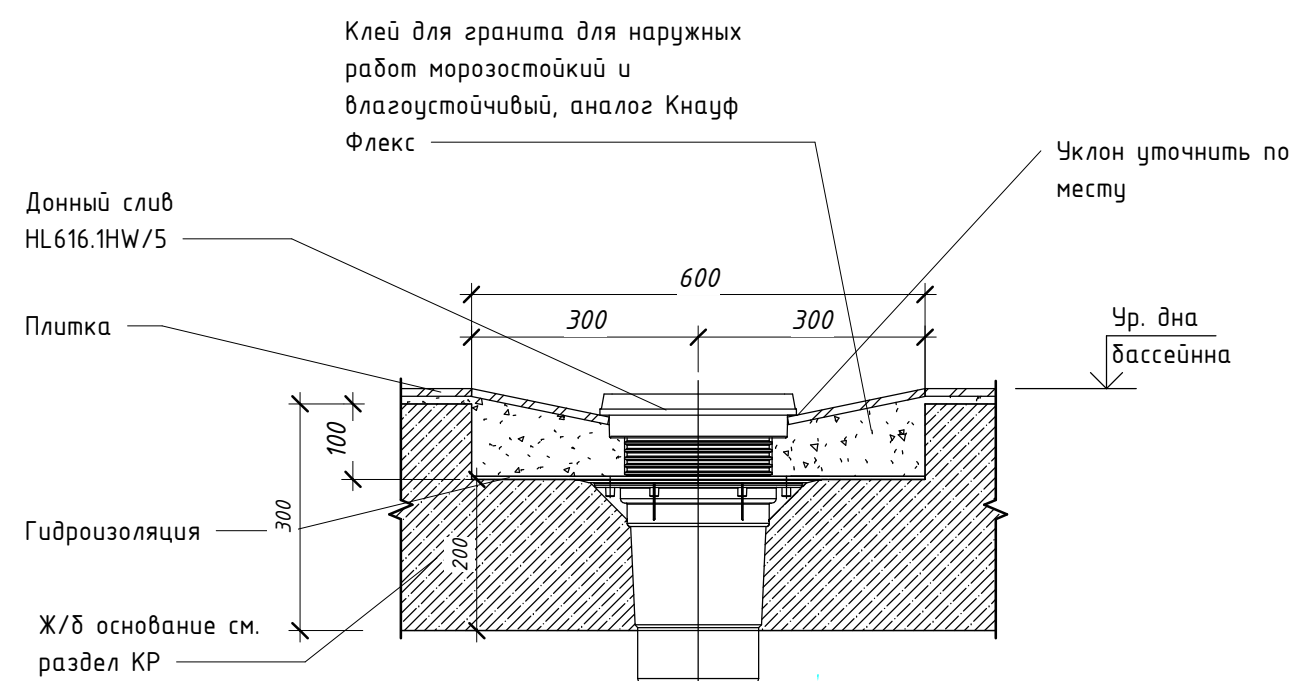 Клей для гранита для наружных
работ морозостойкий и
влагоустойчивый, аналог Кнауф
Флекс
Уклон уточнить по
месту
Донный слив
HL616.1HW/5
600
300
300
Плитка
Ур. дна
бассейнна
100
300
Гидроизоляция
200
Ж/б основание см.
раздел КР